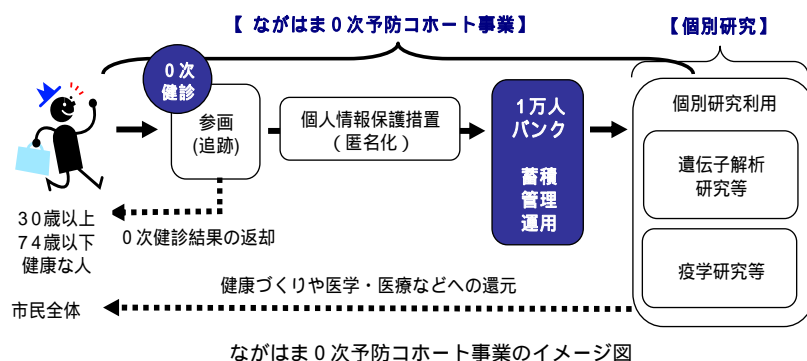 【 ながはま０次予防コホート事業】
【個別研究】
０次
健診
参画
(追跡)
個人情報保護措置
（ 匿名化 ）
１万人
バンク
蓄積
管理
運用
個別研究利用
遺伝子解析
研究等
疫学研究等
30歳以上
74歳以下
健康な人
０次健診結果の返却
健康づくりや医学・医療などへの還元
市民全体
ながはま０次予防コホート事業のイメージ図